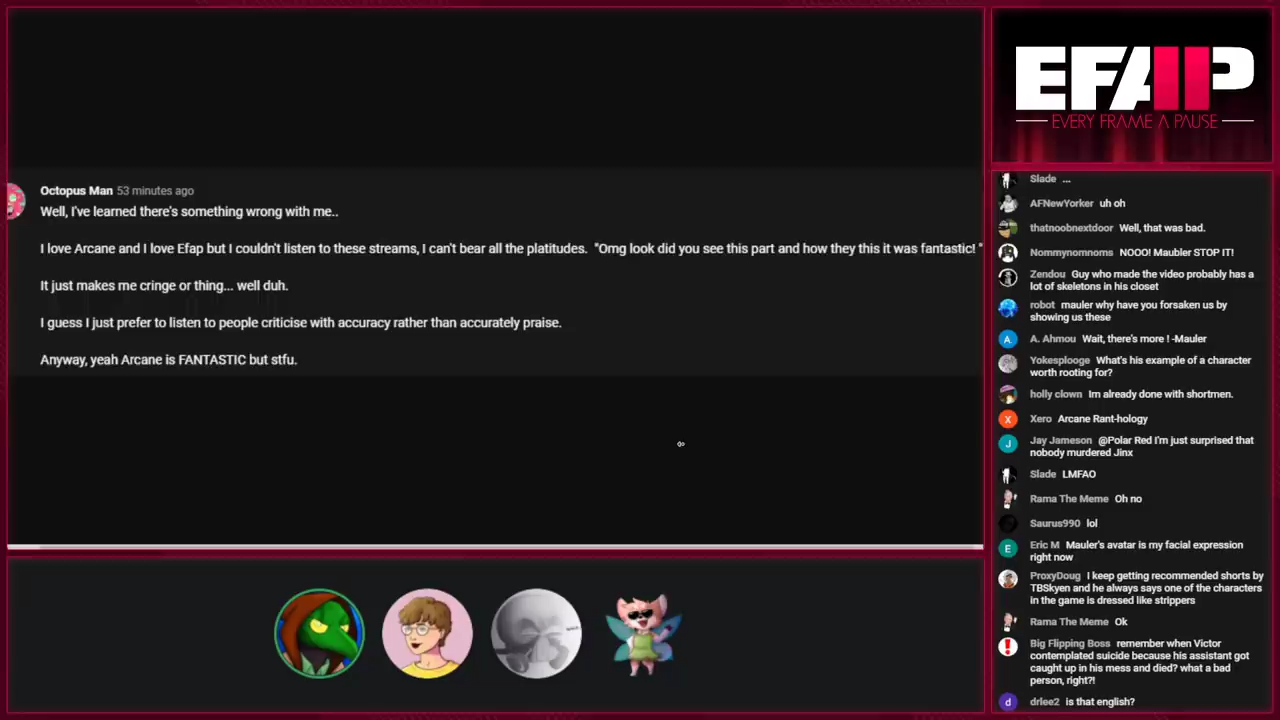 Octopus Man 53 minutes ago
Well, I've learned there's something wrong with me..
I love Arcane and I love Efap but I couldn't listen to these streams, I can't bear all the platitudes. "Omg look did you see this part and how they this it was fantastic! "
It just makes me cringe or thing... well duh.
I guess I just prefer to listen to people criticise with accuracy rather than accurately praise.
Anyway, yeah Arcane is FANTASTIC but stfu.
EFAP
EVERY FRAME A PAUSE
Slade ...
AFNewYorker uh oh
thatnoobnextdoor Well, that was bad.
Nommynomnoms NOOO! Maubler STOP IT!
Zendou Guy who made the video probably has a
lot of skeletons in his closet
robot mauler why have you forsaken us by
showing us these
A
A. Ahmou Wait, there's more ! -Mauler
Yokesplooge What's his example of a character
worth rooting for?
holly clown Im already done with shortmen.
X
Xero Arcane Rant-hology
J
Jay Jameson @Polar Red I'm just surprised that
nobody murdered Jinx
Slade LMFAO
Rama The Meme Oh no
Saurus990 lol
E
Eric M Mauler's avatar is my facial expression
right now
ProxyDoug I keep getting recommended shorts by
TBSkyen and he always says one of the characters
in the game is dressed like strippers
Rama The Meme Ok
Big Flipping Boss remember when Victor
contemplated suicide because his assistant got
caught up in his mess and died? what a bad
person, right?!
d
drlee2 is that english?